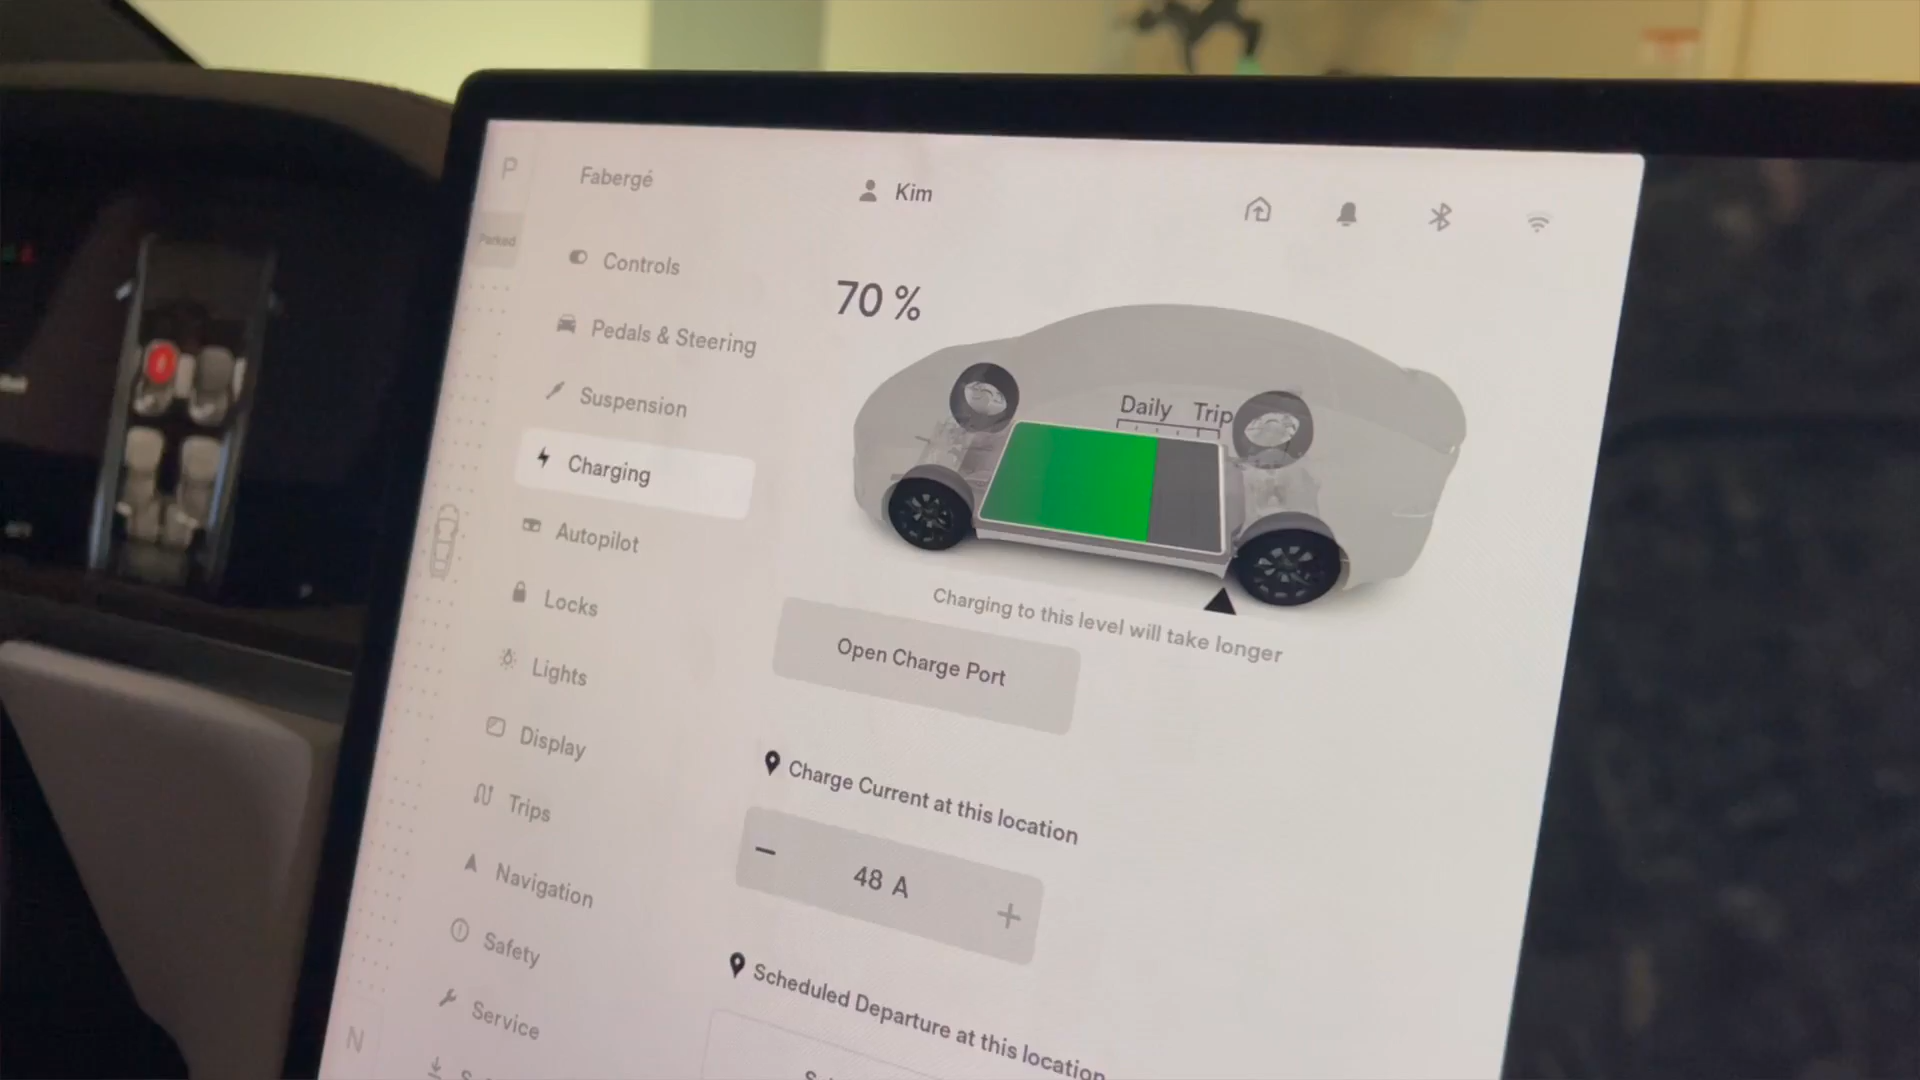 P
Fabergé
Kim
Parked
Controls
70 %
Pedals & Steering
Suspension
Daily Trip
Charging
Autopilot
Charging to this level will take longer
Locks
Open Charge Port
Lights
Display
Charge Current at this location
Trips
48 A
Navigation
Safety
Scheduled Departure at this location
Service
N